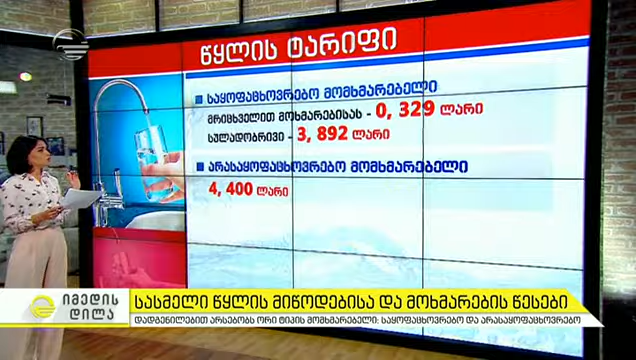 წყლის ტარიფი
საყოფაცხოვრებო მომხმარებელი
მრიცხველით მოხმარებისას - 0, 329 ლარი
სულადობრივი - 3, 892 ლარი
არასაყოფაცხოვრებო მომხმარებელი
4, 400 ლარი
იმედის
დილა
სასმელი წყლის მიწოდებისა და მოხმარების წესები
დადგენილებით არსებობს ორი ტიპის მომხმარებელი: საყოფაცხოვრებო და არასაყოფაცხოვრებო